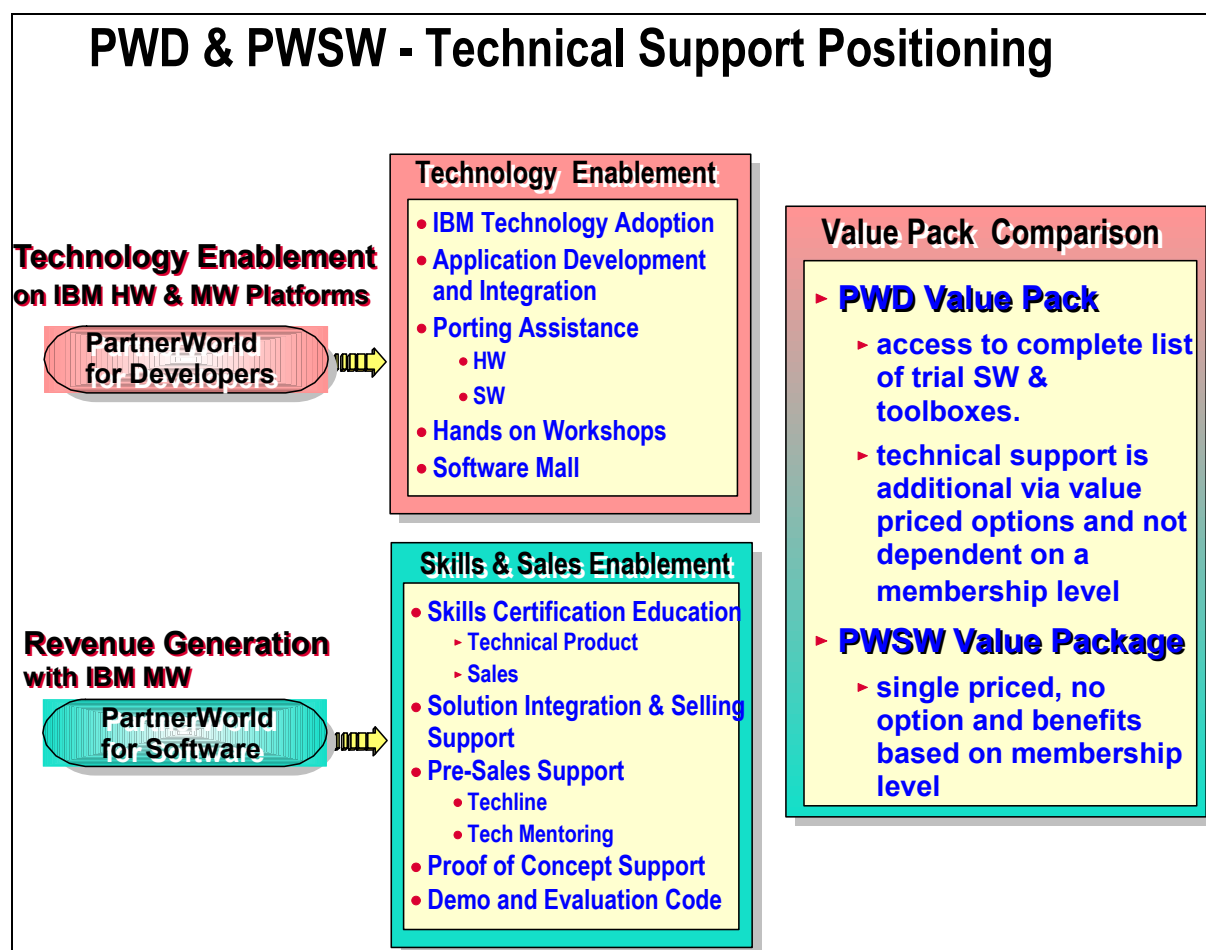 PWD & PWSW - Technical Support Positioning
Technology Enablement
on IBM HW & MW Platforms
PartnerWorld
for Developers
Technology Enablement
• IBM Technology Adoption
• Application Development
and Integration
• Porting Assistance
• HW
• SW
• Hands on Workshops
• Software Mall
Revenue Generation
with IBM MW
PartnerWorld
for Software
Skills & Sales Enablement
• Skills Certification Education
► Technical Product
► Sales
• Solution Integration & Selling
Support
• Pre-Sales Support
• Techline
• Tech Mentoring
• Proof of Concept Support
• Demo and Evaluation Code
Value Pack Comparison
► PWD Value Pack
► access to complete list
of trial SW &
toolboxes.
► technical support is
additional via value
priced options and not
dependent on a
membership level
► PWSW Value Package
► single priced, no
option and benefits
based on membership
level